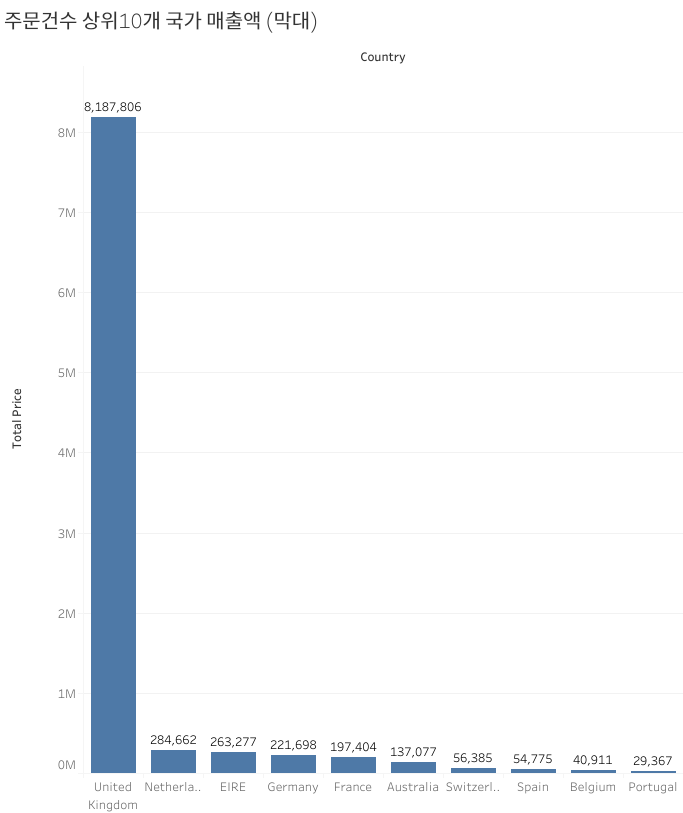 주문건수 상위10개 국가 매출액 (막대)
Country
8,187,806
8M
7M
6M
5M
4M
3M
2M
1M
0M
Total Price
284,662
263,277
221,698
197,404
137,077
56,385
54,775
40,911
29,367
United
Kingdom
Netherla..
EIRE
Germany
France
Australia
Switzerl..
Spain
Belgium
Portugal